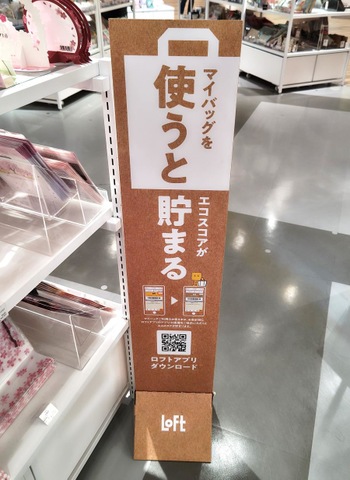 マイバッグを
使うと
エコスコアが
貯まる
ロフトアプリ
ダウンロード
LoFt